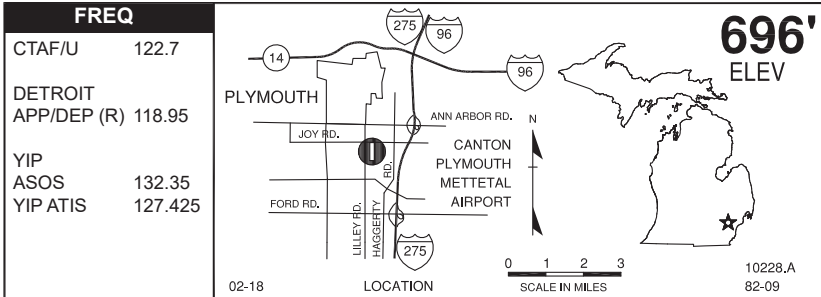 FREQ
CTAF/U 122.7
DETROIT
APP/DEP (R) 118.95
YIP
ASOS 132.35
YIP ATIS 127.425
275
96
14
96
PLYMOUTH
ANN ARBOR RD.
JOY RD.
RD.
FORD RD.
LILLEY RD.
HAGGERTY
275
N
CANTON
PLYMOUTH
METTETAL
AIRPORT
02-18
LOCATION
0 1 2 3
SCALE IN MILES
696'
ELEV
10228.A
82-09